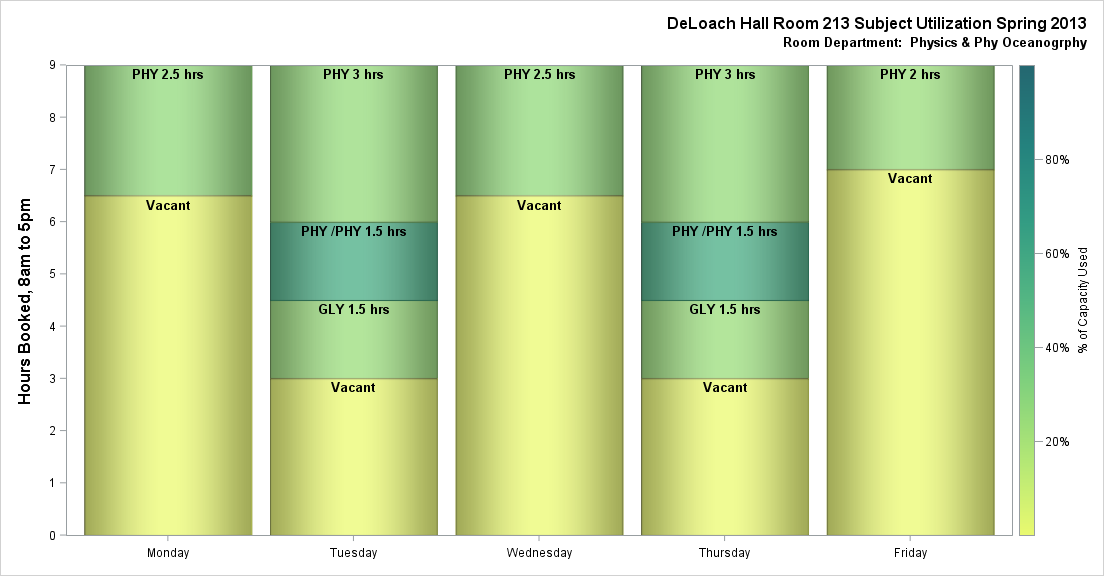 DeLoach Hall Room 213 Subject Utilization Spring 2013
Room Department:  Physics & Phy Oceanogrphy
Hours Booked, 8am to 5pm
9
8
7
6
5
4
3
2
1
0
PHY 2.5 hrs
Vacant
PHY 3 hrs
PHY /PHY 1.5 hrs
GLY 1.5 hrs
Vacant
PHY 2.5 hrs
Vacant
PHY 3 hrs
PHY /PHY 1.5 hrs
GLY 1.5 hrs
Vacant
PHY 2 hrs
Vacant
Monday
Tuesday
Wednesday
Thursday
Friday
80%
60%
40%
20%
% of Capacity Used